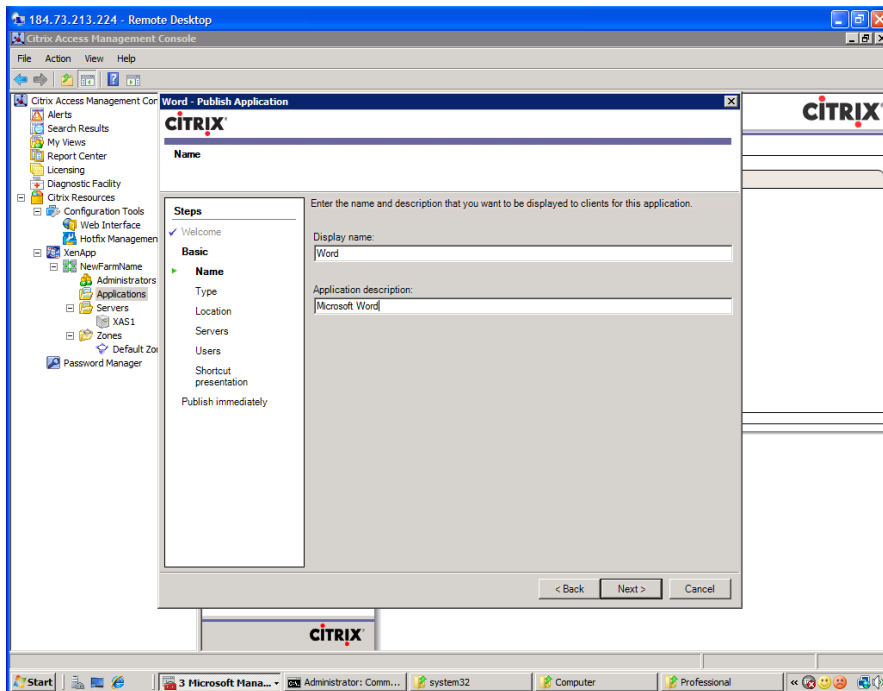 184.73.213.224 - Remote Desktop
Citrix Access Management Console
File Action View Help
Citrix Access Management Con
Alerts
Search Results
My Views
Report Center
Licensing
Diagnostic Facility
Citrix Resources
Configuration Tools
Web Interface
Hotfix Managemen
XenApp
NewFarmName
Administrators
Applications
Servers
XAS1
Zones
Default Zon
Password Manager
Word - Publish Application
CITRIX
Name
Steps
Welcome
Basic
Name
Type
Location
Servers
Users
Shortcut
presentation
Publish immediately
Enter the name and description that you want to be displayed to clients for this application.
Display name:
Word
Application description:
Microsoft Word
< Back Next > Cancel
CITRIX
CITRIX
Start 3 Microsoft Mana... Administrator: Comm... system32 Computer Professional